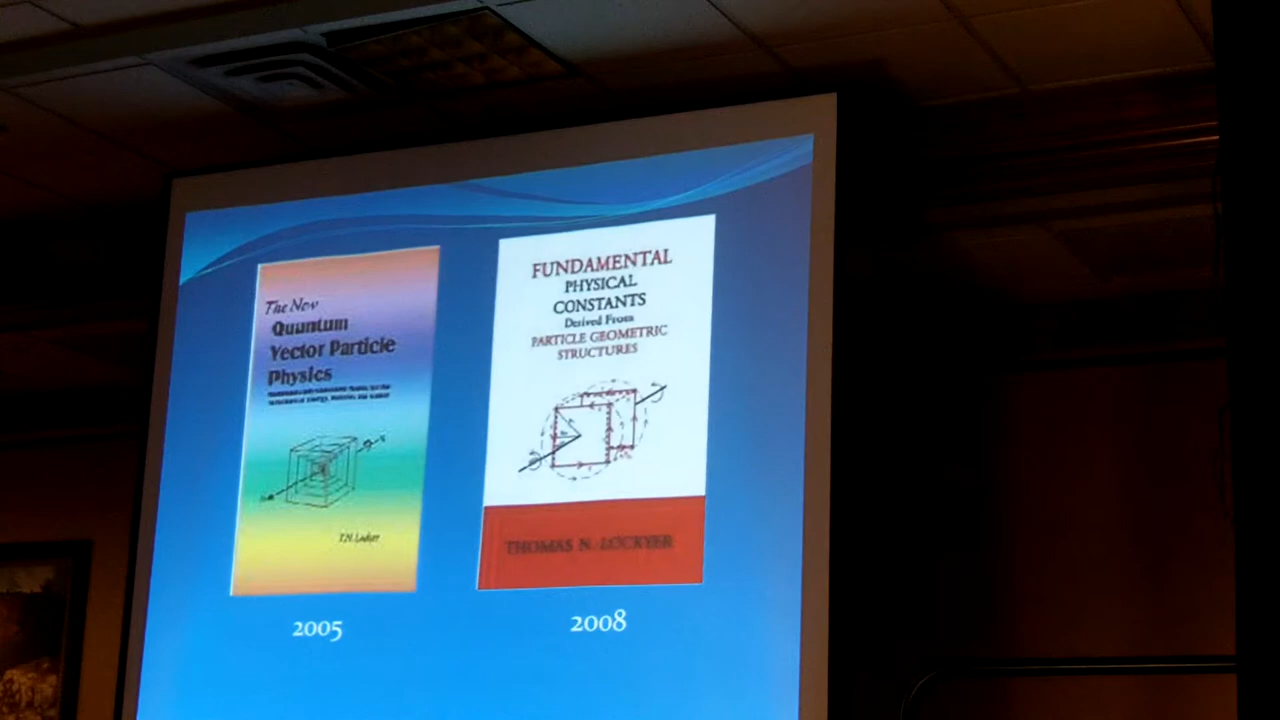 The New
Quantum
Vector Particle
Physics
T.N. Lockyer
2005
FUNDAMENTAL
PHYSICAL
CONSTANTS
Derived From
PARTICLE GEOMETRIC
STRUCTURES
THOMAS N. LOCKYER
2008